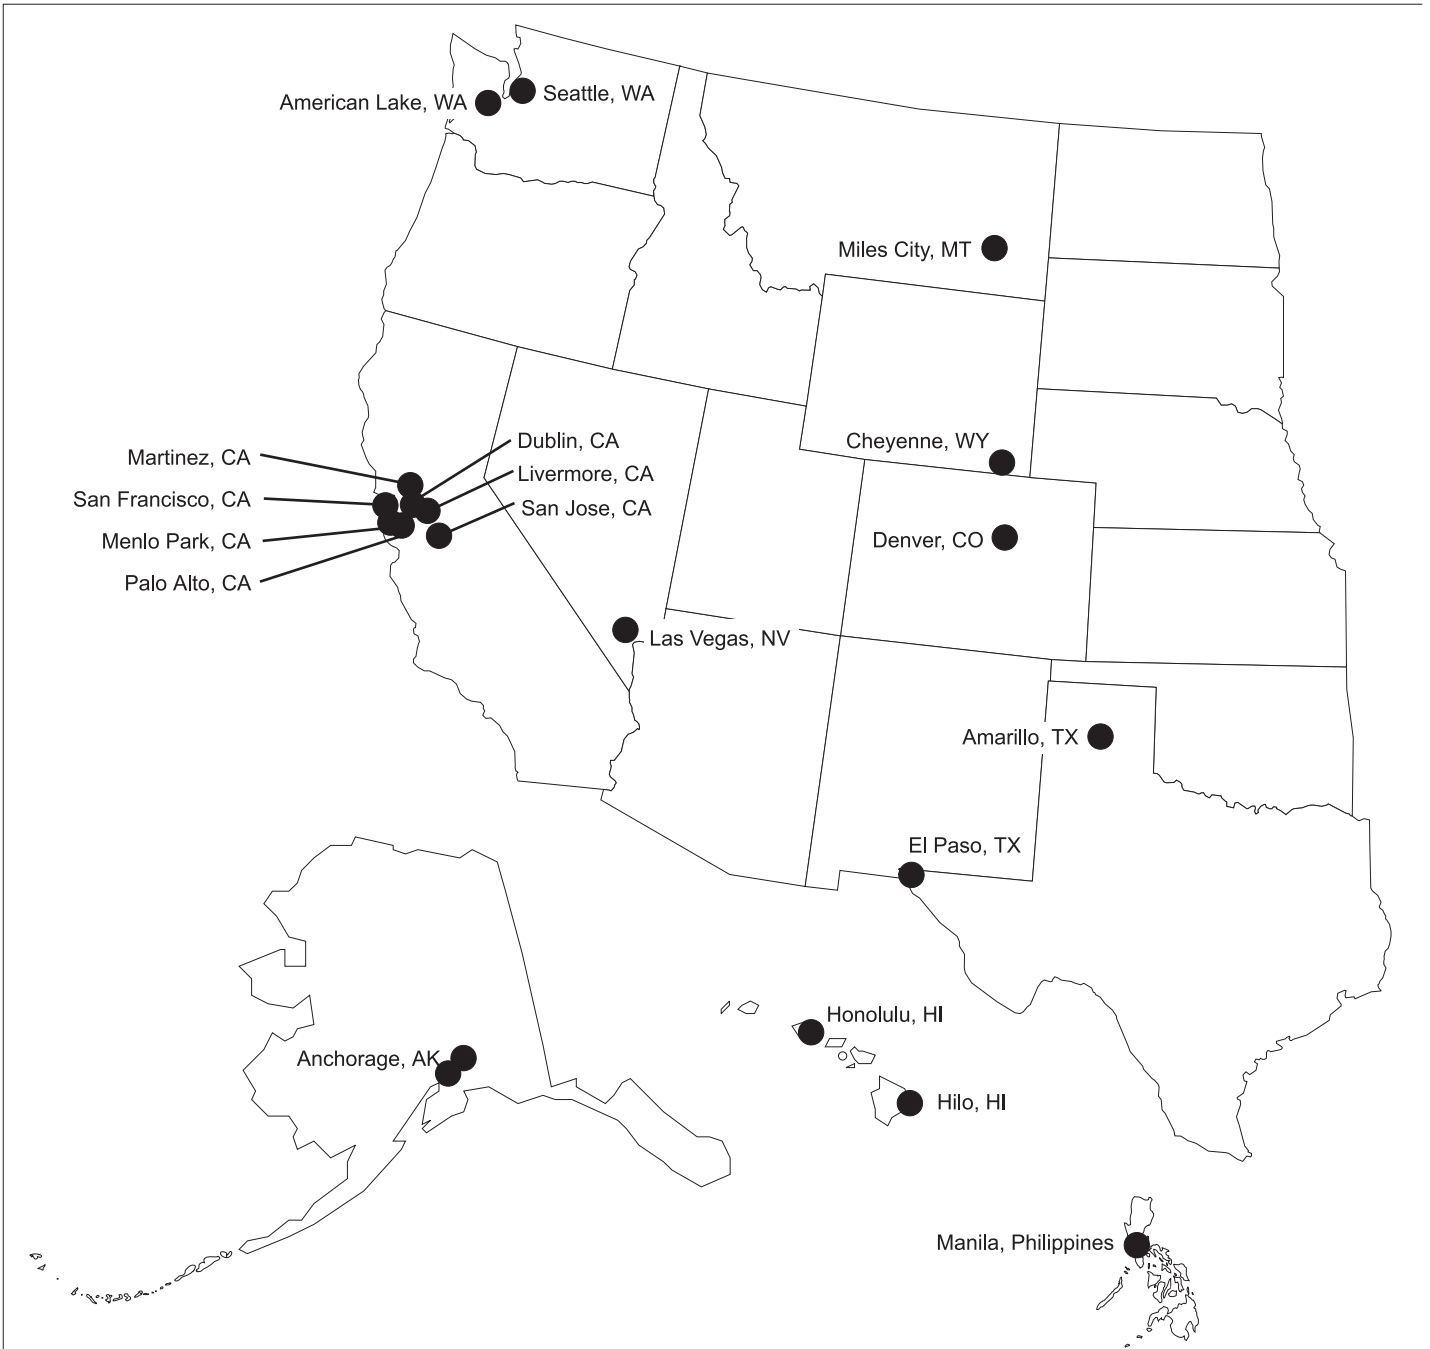 American Lake, WA
Seattle, WA
Miles City, MT
Cheyenne, WY
Dublin, CA
Martinez, CA
Livermore, CA
San Francisco, CA
San Jose, CA
Menlo Park, CA
Denver, CO
Palo Alto, CA
Las Vegas, NV
Amarillo, TX
El Paso, TX
Honolulu, HI
Anchorage, AK
Hilo, HI
Manila, Philippines